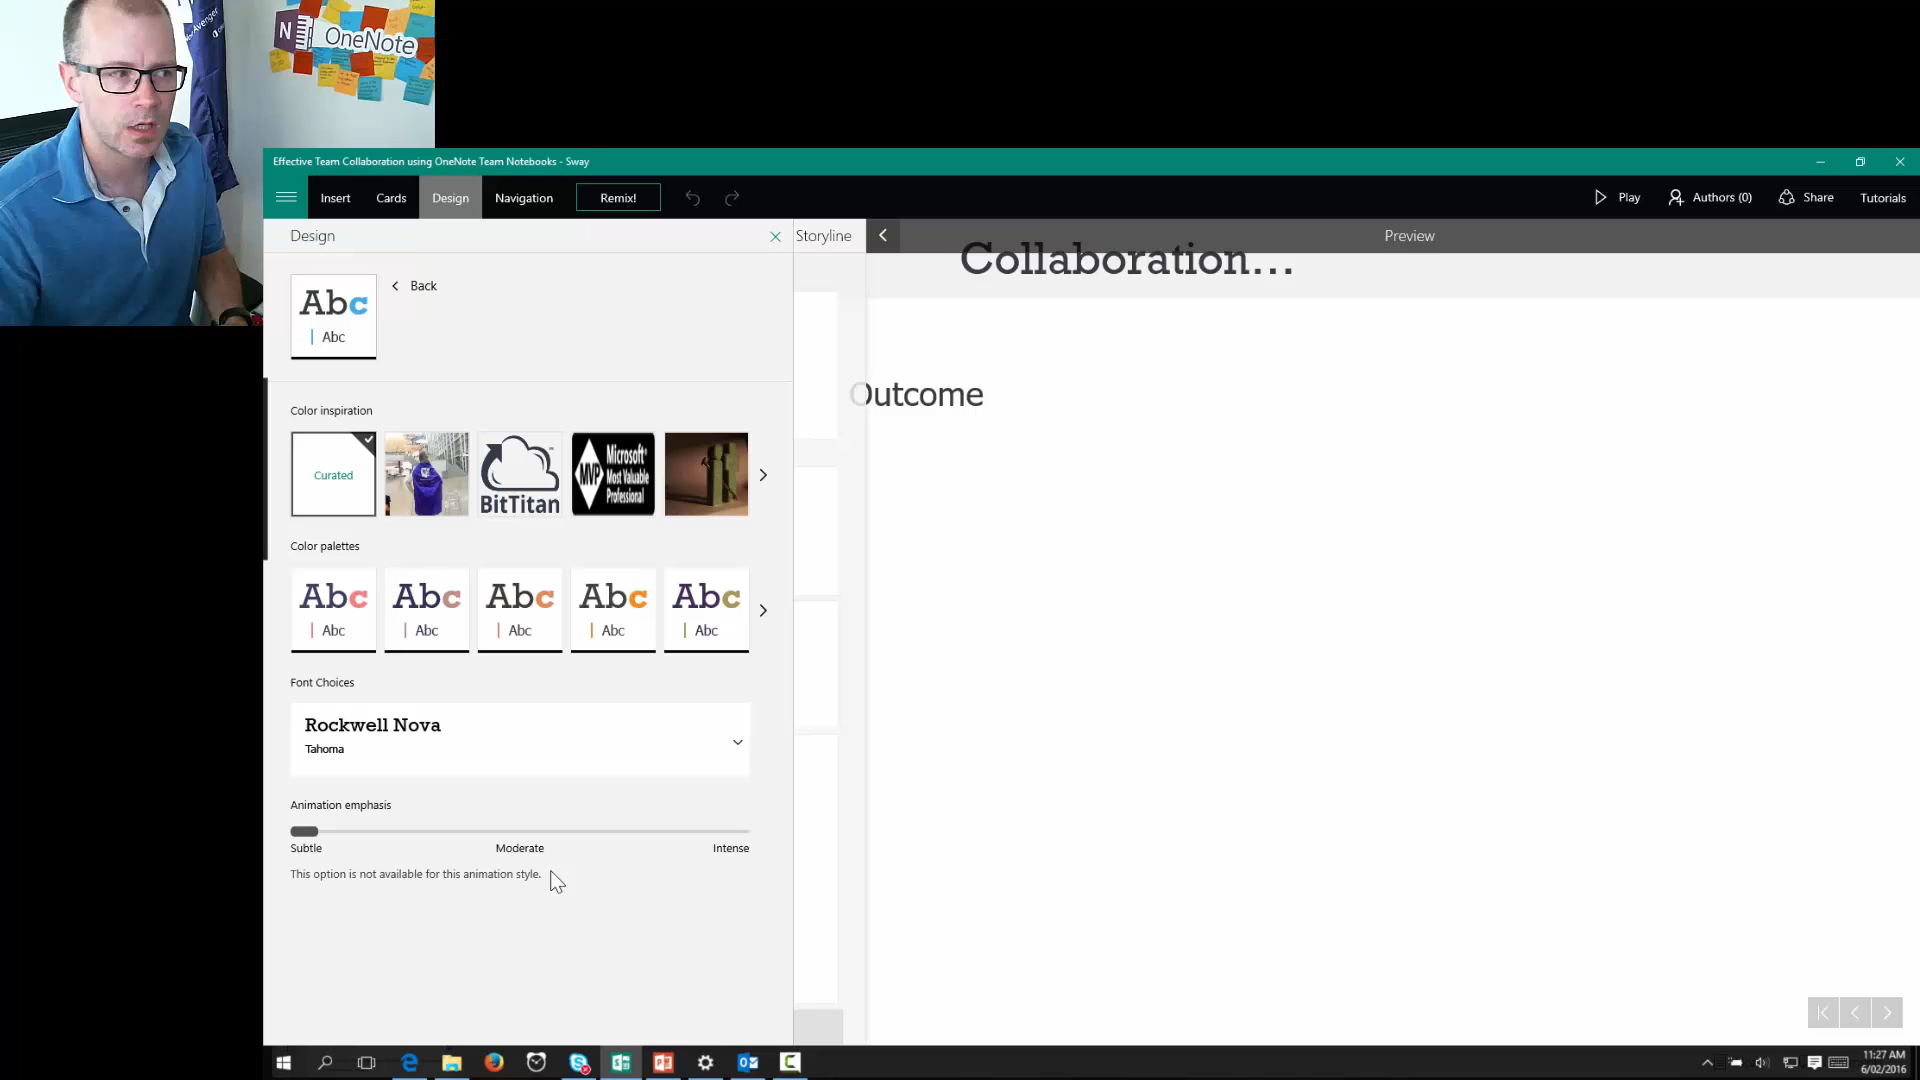 Avenger
N
OneNote
Effective Team Collaboration using OneNote Team Notebooks - Sway
Insert
Cards
Design
Navigation
Remix!
Play
Authors (0)
Share
Tutorials
Design
Storyline
Preview
Collaboration...
Abc
Abc
Back
Outcome
Color inspiration
Curated
BitTitan
MVP
Microsoft®
Most Valuable
Professional
Color palettes
Abc
Abc
Abc
Abc
Abc
Abc
Abc
Abc
Abc
Abc
Font Choices
Rockwell Nova
Tahoma
Animation emphasis
Subtle
Moderate
Intense
This option is not available for this animation style.
11:27 AM
6/02/2016